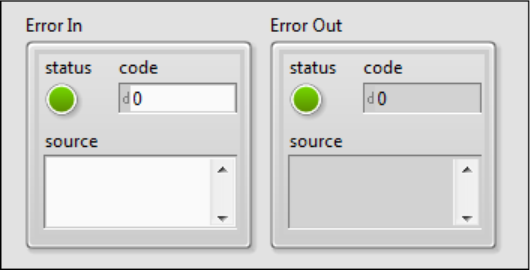 Error In
Error Out
status code
d 0
source
status code
d 0
source